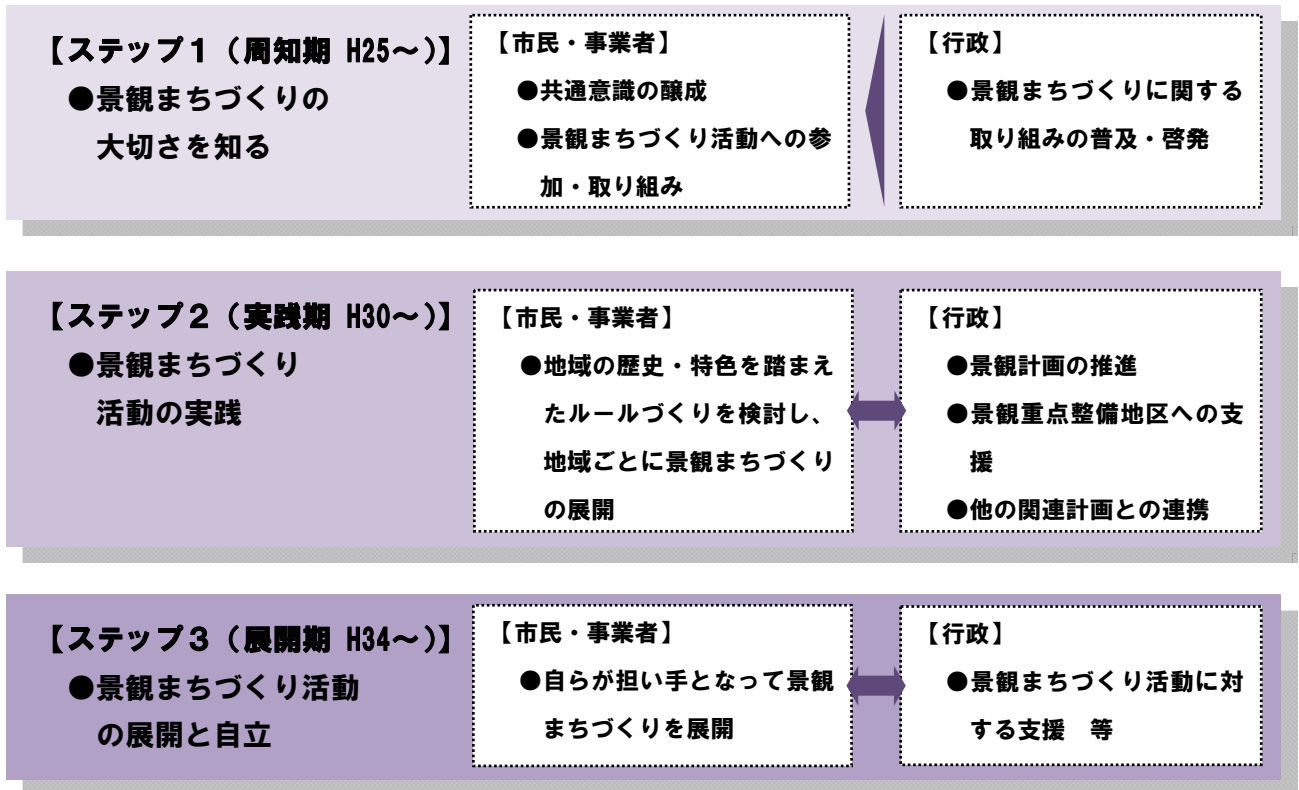 【ステップ1（周知期 H25～）】
●景観まちづくりの
大切さを知る
【市民・事業者】
●共通意識の醸成
●景観まちづくり活動への参
加・取り組み
【行政】
●景観まちづくりに関する
取り組みの普及・啓発
【ステップ2（実践期 H30～）】
●景観まちづくり
活動の実践
【市民・事業者】
●地域の歴史・特色を踏まえ
たルールづくりを検討し、
地域ごとに景観まちづくり
の展開
【行政】
●景観計画の推進
●景観重点整備地区への支
援
●他の関連計画との連携
【ステップ3（展開期 H34～）】
●景観まちづくり活動
の展開と自立
【市民・事業者】
●自らが担い手となって景観
まちづくりを展開
【行政】
●景観まちづくり活動に対
する支援　等